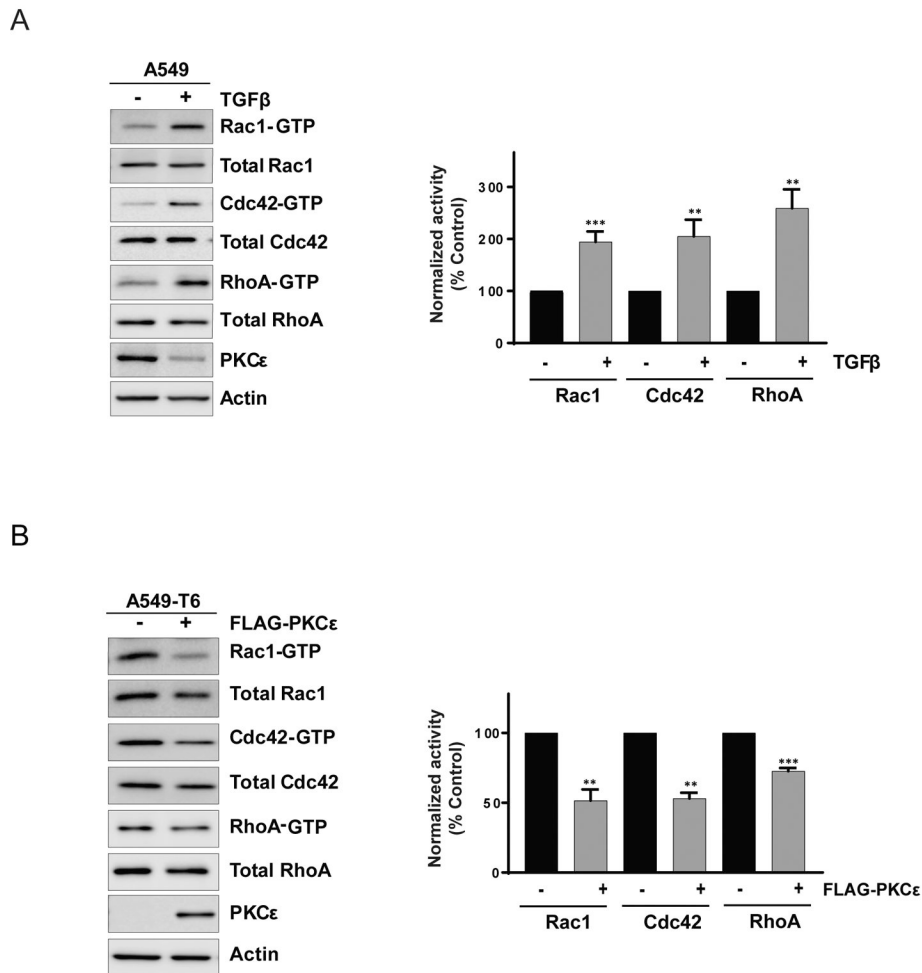 A
A549
- + TGFβ
Rac1-GTP
Total Rac1
Cdc42-GTP
Total Cdc42
RhoA-GTP
Total RhoA
PKCε
Actin
Normalized activity
(% Control)
300
200
100
0
*** ** **
- + - + - + TGFβ
Rac1 Cdc42 RhoA
B
A549-T6
- + FLAG-PKCε
Rac1-GTP
Total Rac1
Cdc42-GTP
Total Cdc42
RhoA-GTP
Total RhoA
PKCε
Actin
Normalized activity
(% Control)
100
50
0
** ** ***
- + - + - + FLAG-PKCε
Rac1 Cdc42 RhoA